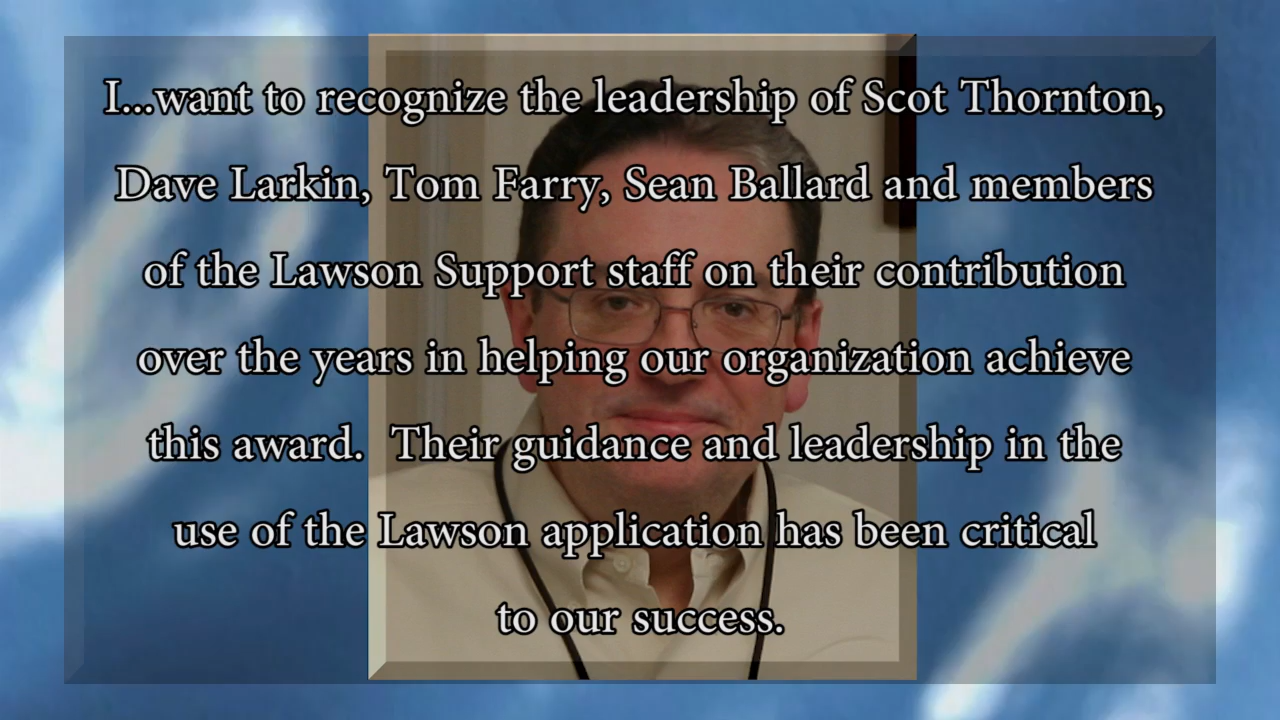 I...want to recognize the leadership of Scot Thornton,
Dave Larkin, Tom Farry, Sean Ballard and members
of the Lawson Support staff on their contribution
over the years in helping our organization achieve
this award.  Their guidance and leadership in the
use of the Lawson application has been critical
to our success.